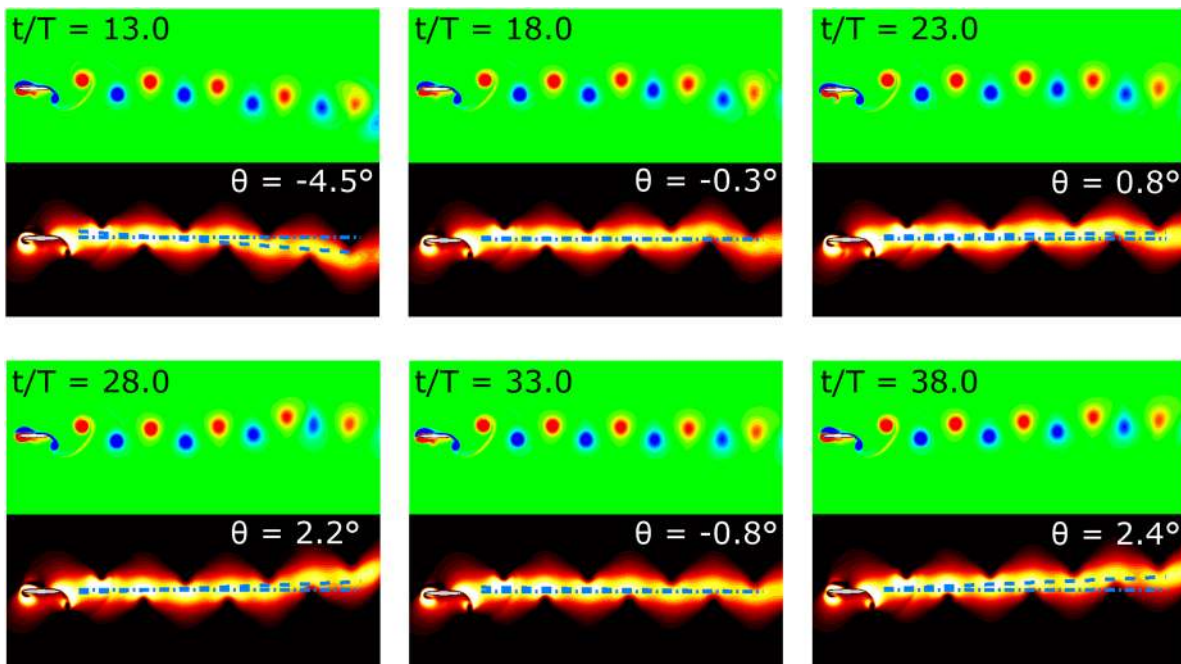 t/T = 13.0
θ = -4.5°
t/T = 18.0
θ = -0.3°
t/T = 23.0
θ = 0.8°
t/T = 28.0
θ = 2.2°
t/T = 33.0
θ = -0.8°
t/T = 38.0
θ = 2.4°